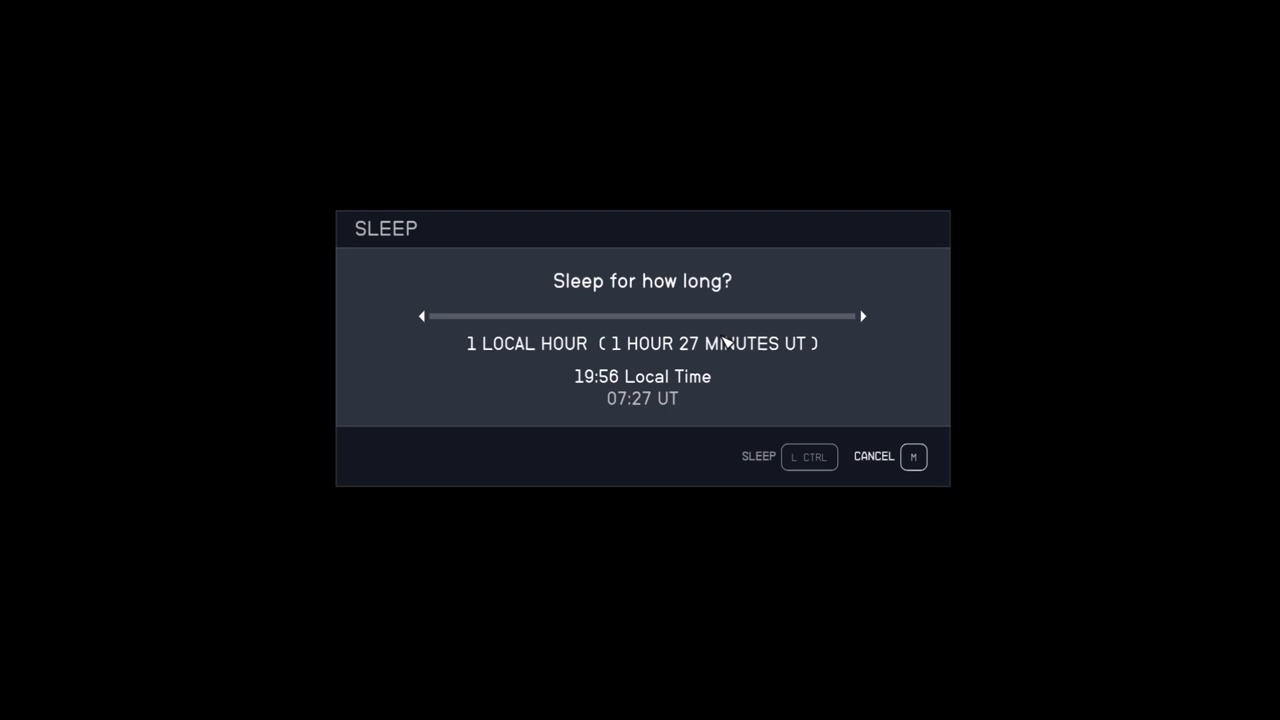 SLEEP
Sleep for how long?
1 LOCAL HOUR ( 1 HOUR 27 MINUTES UT )
19:56 Local Time
07:27 UT
SLEEP L CTRL CANCEL M